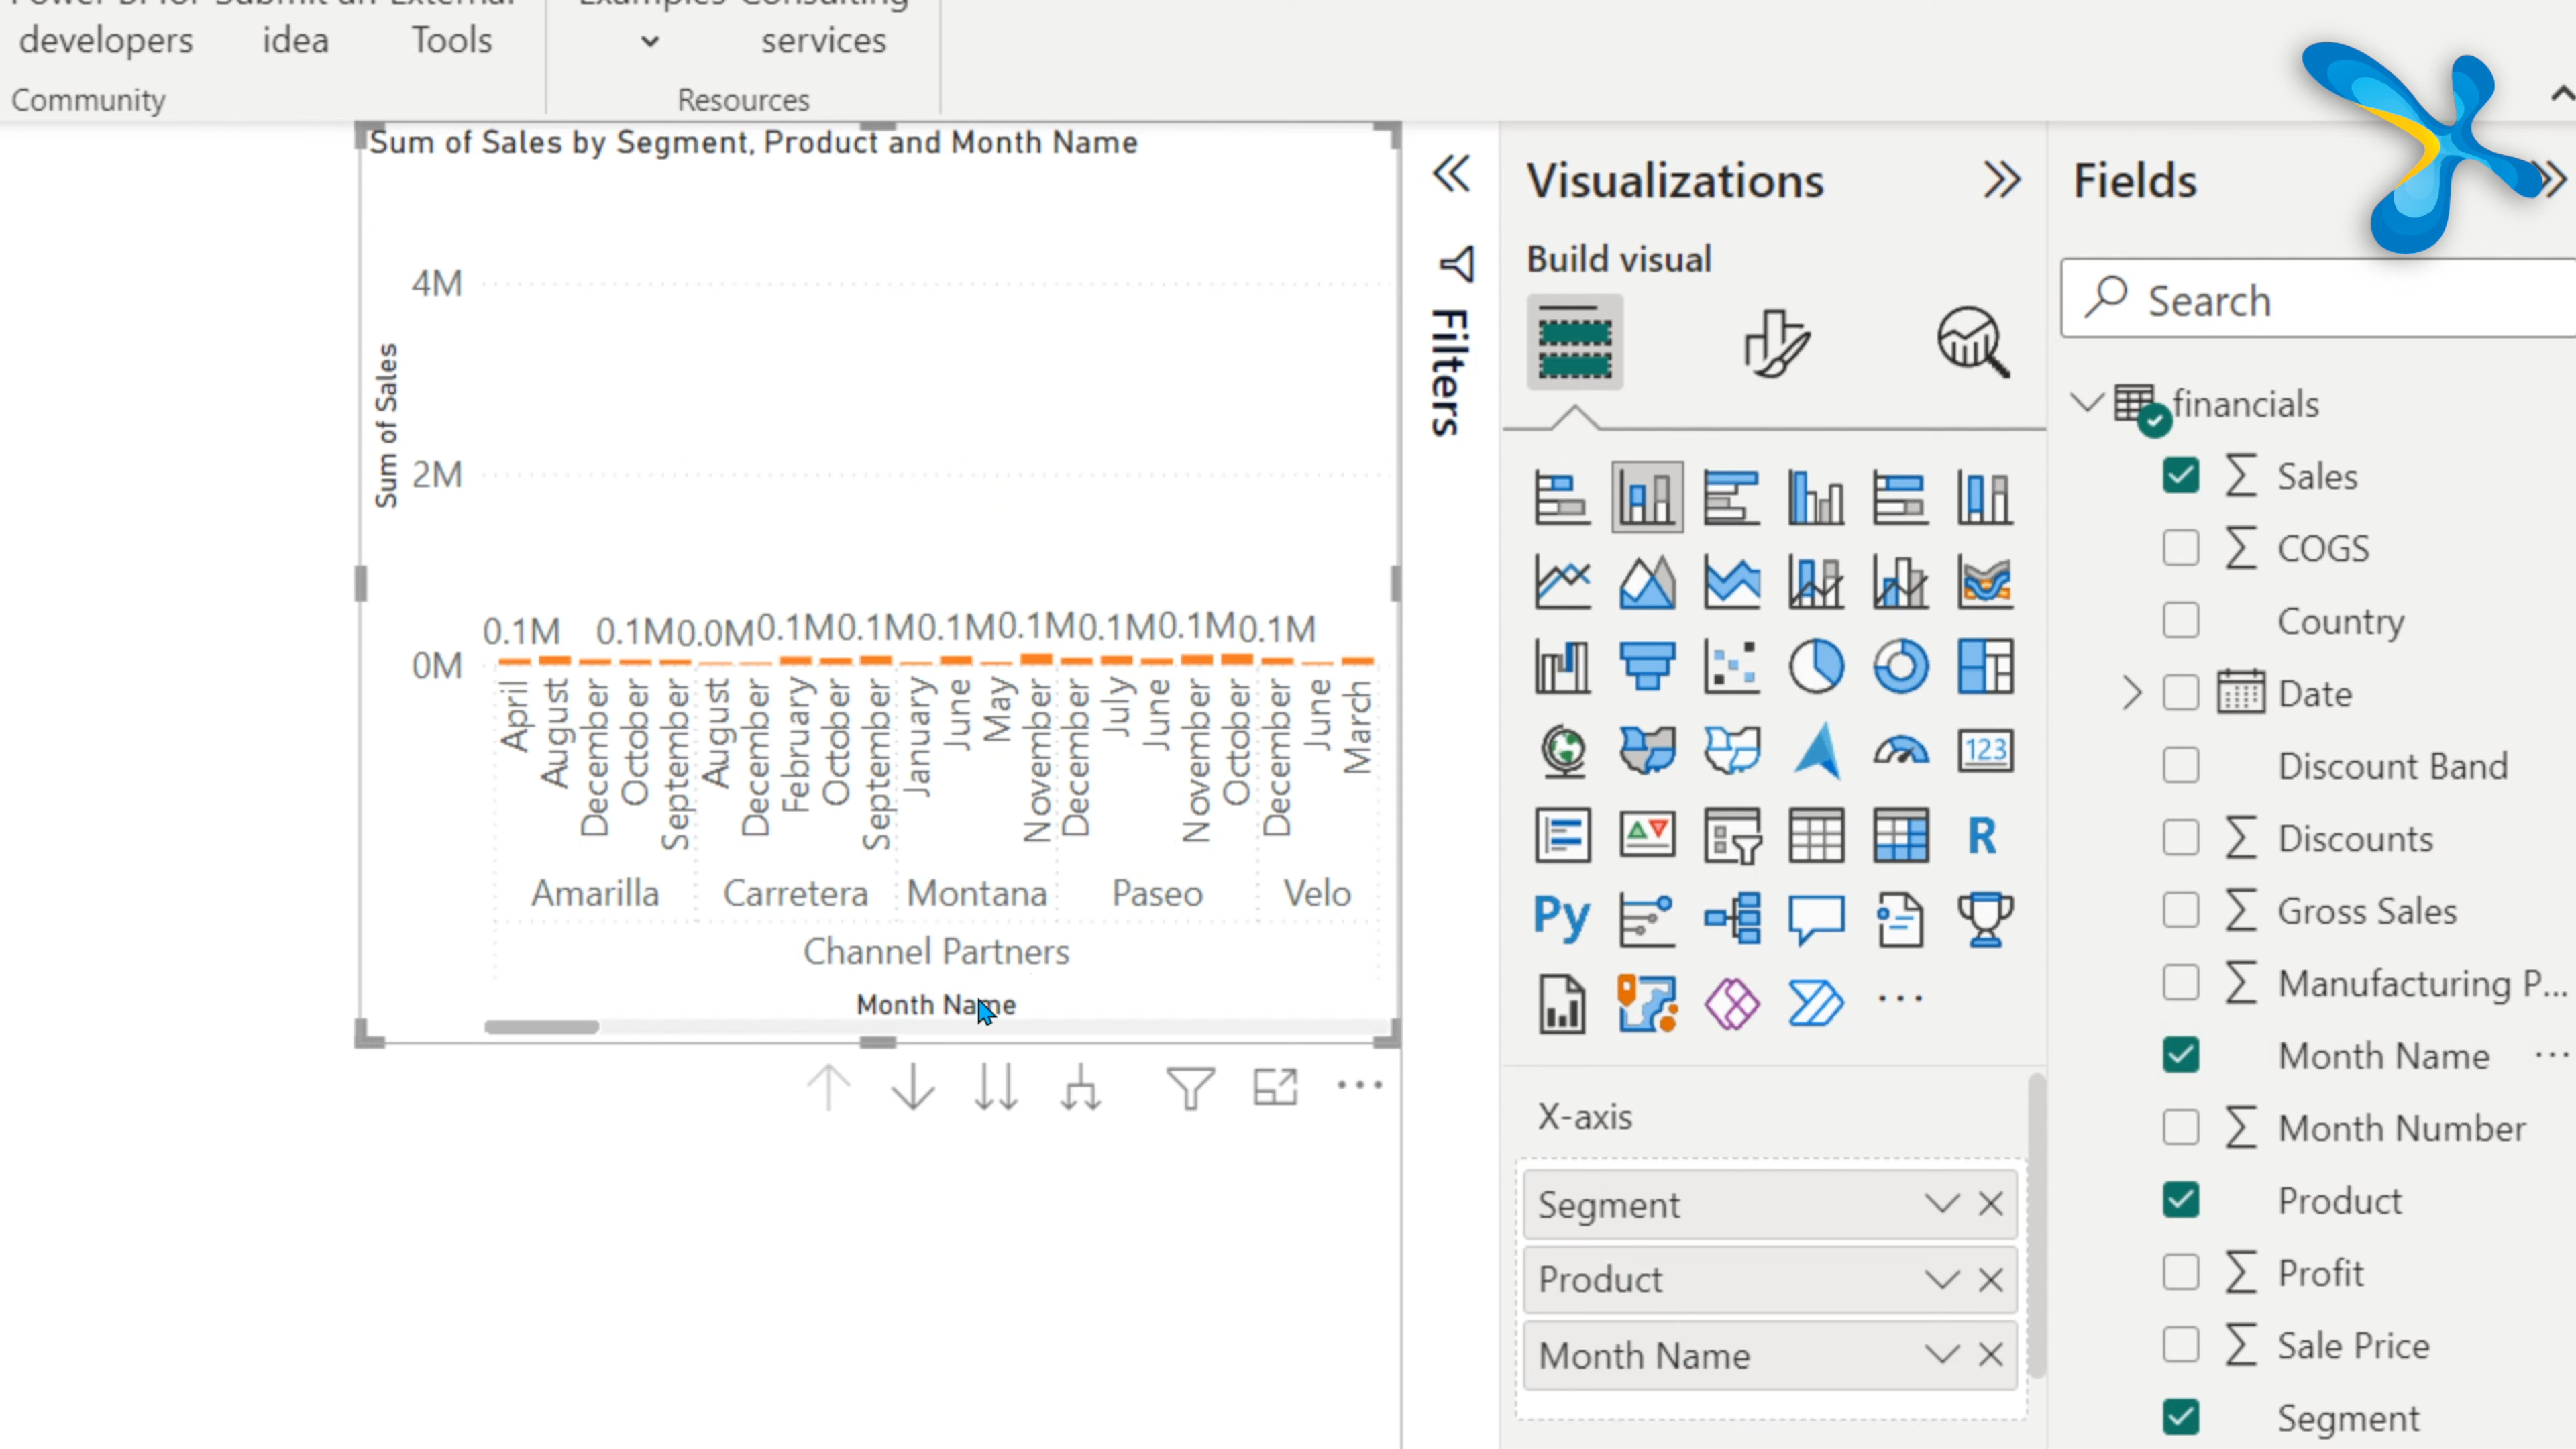 developers idea Tools services
Community Resources
Sum of Sales by Segment, Product and Month Name
Sum of Sales
4M
2M
0M
0.1M 0.1M 0.0M 0.1M 0.1M 0.1M 0.1M 0.1M 0.1M 0.1M
April August December October September August December February October September January June May November December July June November October December June March
Amarilla Carretera Montana Paseo Velo
Channel Partners
Month Name
Filters
Visualizations
Build visual
123
R
Py
X-axis
Segment
Product
Month Name
Fields
Search
financials
Sales
COGS
Country
Date
Discount Band
Discounts
Gross Sales
Manufacturing P...
Month Name
Month Number
Product
Profit
Sale Price
Segment